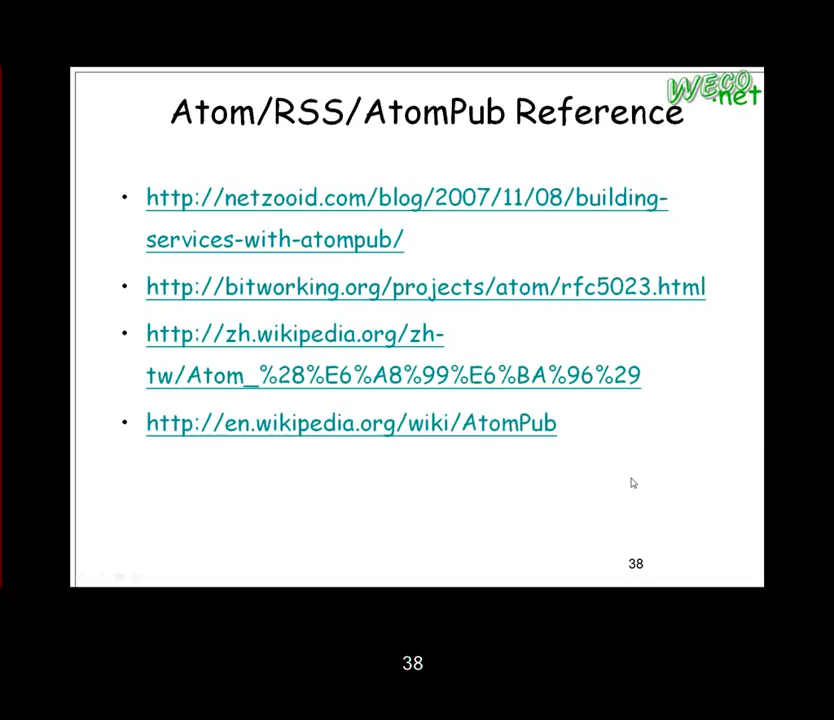 WECO
.net
Atom/RSS/AtomPub Reference
• http://netzooid.com/blog/2007/11/08/building-
services-with-atompub/
• http://bitworking.org/projects/atom/rfc5023.html
• http://zh.wikipedia.org/zh-
tw/Atom_%28%E6%A8%99%E6%BA%96%29
• http://en.wikipedia.org/wiki/AtomPub
38
38